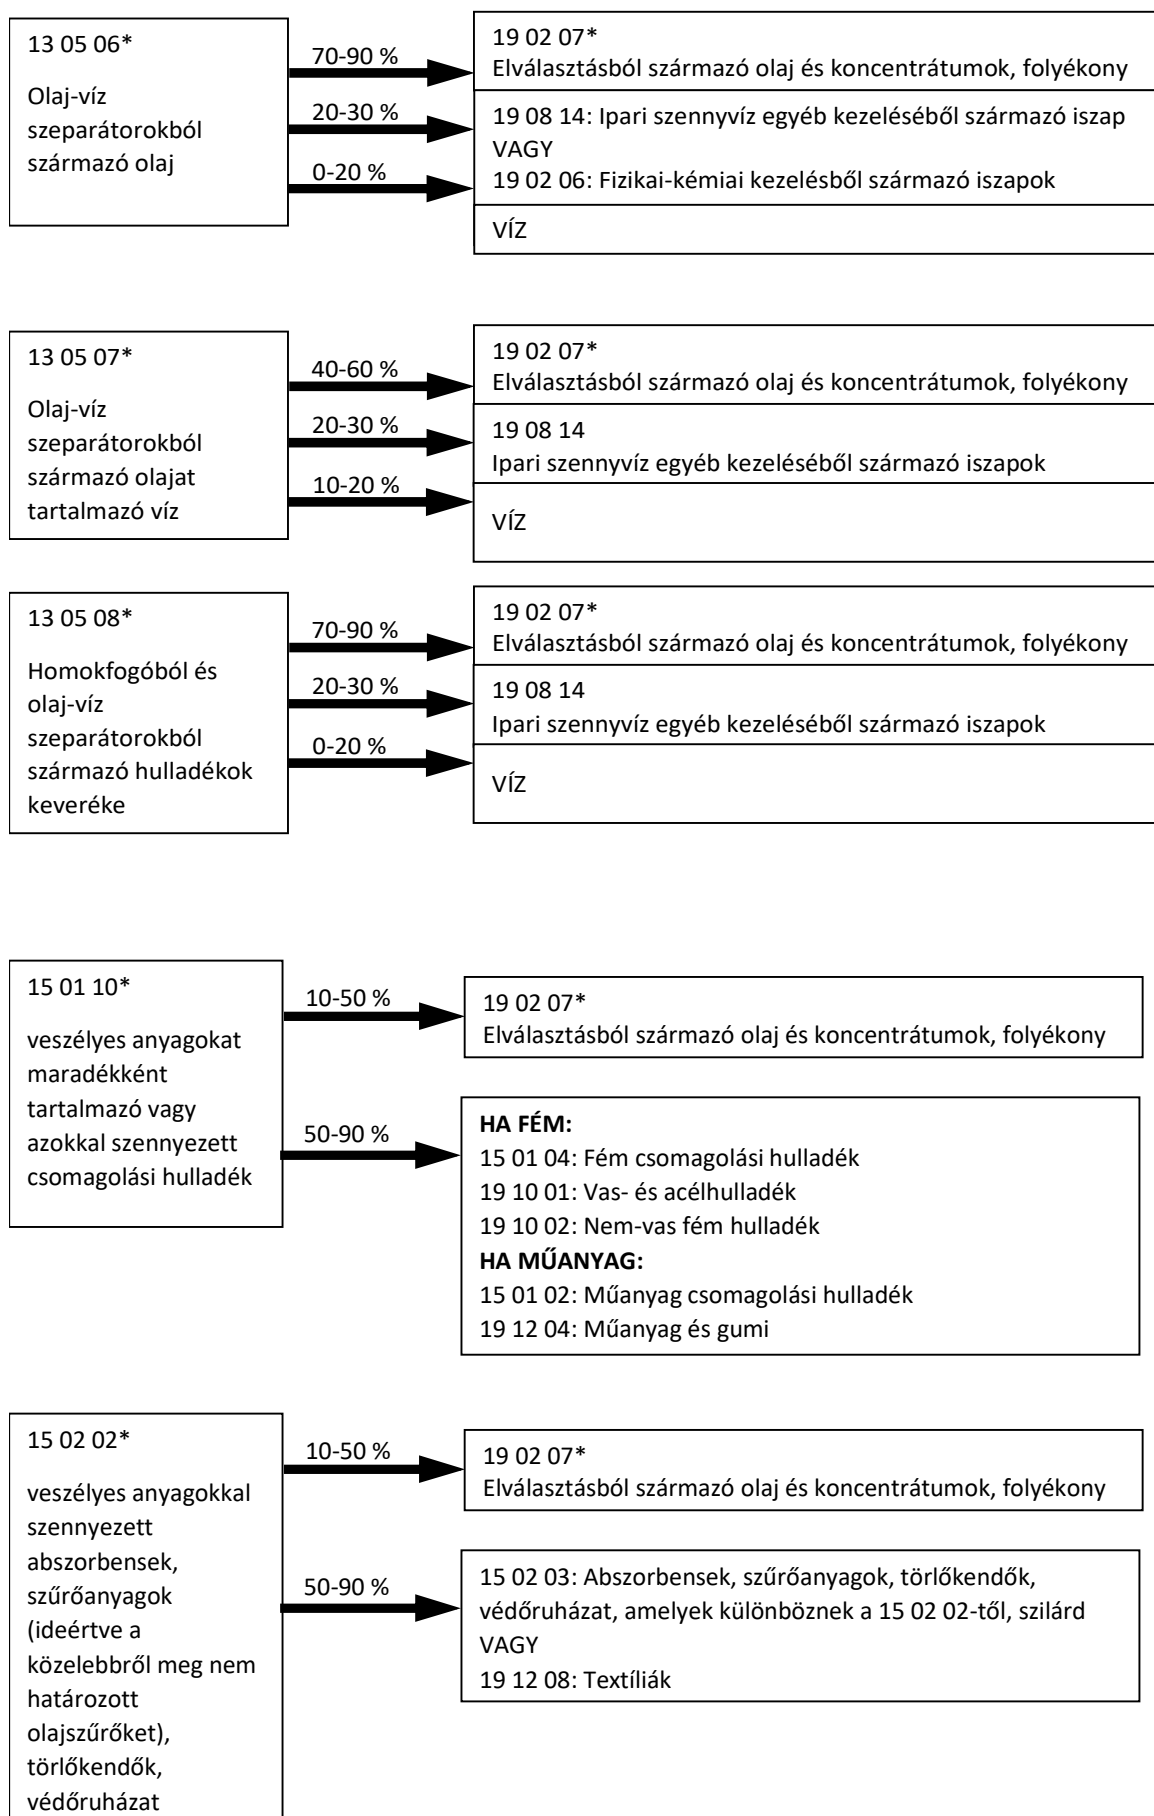 13 05 06*
Olaj-víz
szeparátorokból
származó olaj
70-90 %
19 02 07*
Elválasztásból származó olaj és koncentrátumok, folyékony
20-30 %
19 08 14: Ipari szennyvíz egyéb kezeléséből származó iszap
VAGY
0-20 %
19 02 06: Fizikai-kémiai kezelésből származó iszapok
VÍZ
13 05 07*
Olaj-víz
szeparátorokból
származó olajat
tartalmazó víz
40-60 %
19 02 07*
Elválasztásból származó olaj és koncentrátumok, folyékony
20-30 %
19 08 14
Ipari szennyvíz egyéb kezeléséből származó iszapok
10-20 %
VÍZ
13 05 08*
Homokfogóból és
olaj-víz
szeparátorokból
származó hulladékok
keveréke
70-90 %
19 02 07*
Elválasztásból származó olaj és koncentrátumok, folyékony
20-30 %
19 08 14
Ipari szennyvíz egyéb kezeléséből származó iszapok
0-20 %
VÍZ
15 01 10*
veszélyes anyagokat
maradékként
tartalmazó vagy
azokkal szennyezett
csomagolási hulladék
10-50 %
19 02 07*
Elválasztásból származó olaj és koncentrátumok, folyékony
50-90 %
HA FÉM:
15 01 04: Fém csomagolási hulladék
19 10 01: Vas- és acélhulladék
19 10 02: Nem-vas fém hulladék
HA MŰANYAG:
15 01 02: Műanyag csomagolási hulladék
19 12 04: Műanyag és gumi
15 02 02*
veszélyes anyagokkal
szennyezett
abszorbensek,
szűrőanyagok
(ideértve a
közelebbről meg nem
határozott
olajszűrőket),
törlőkendők,
védőruházat
10-50 %
19 02 07*
Elválasztásból származó olaj és koncentrátumok, folyékony
50-90 %
15 02 03: Abszorbensek, szűrőanyagok, törlőkendők,
védőruházat, amelyek különböznek a 15 02 02-től, szilárd
VAGY
19 12 08: Textíliák